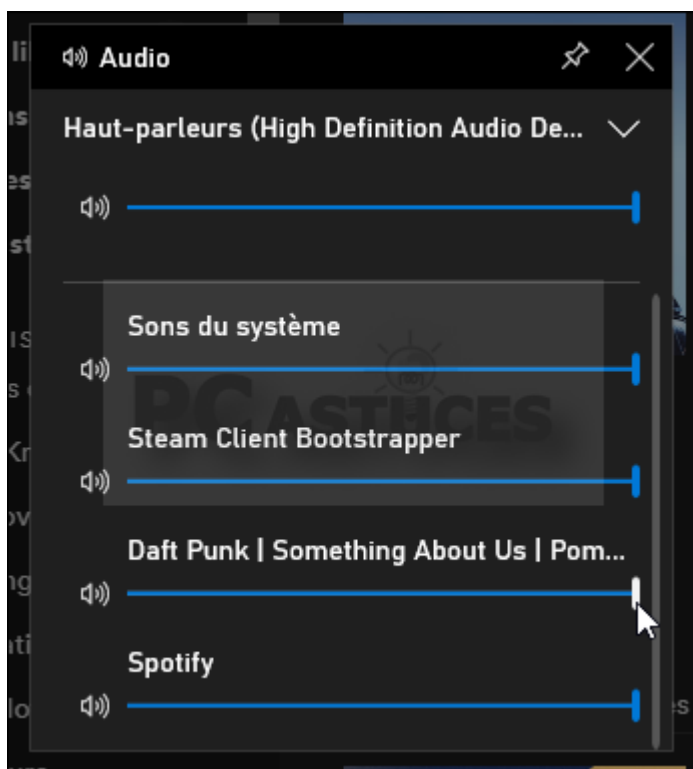 Audio
Haut-parleurs (High Definition Audio De...
Sons du système
PC ASTUCES
Steam Client Bootstrapper
Daft Punk | Something About Us | Pom...
Spotify